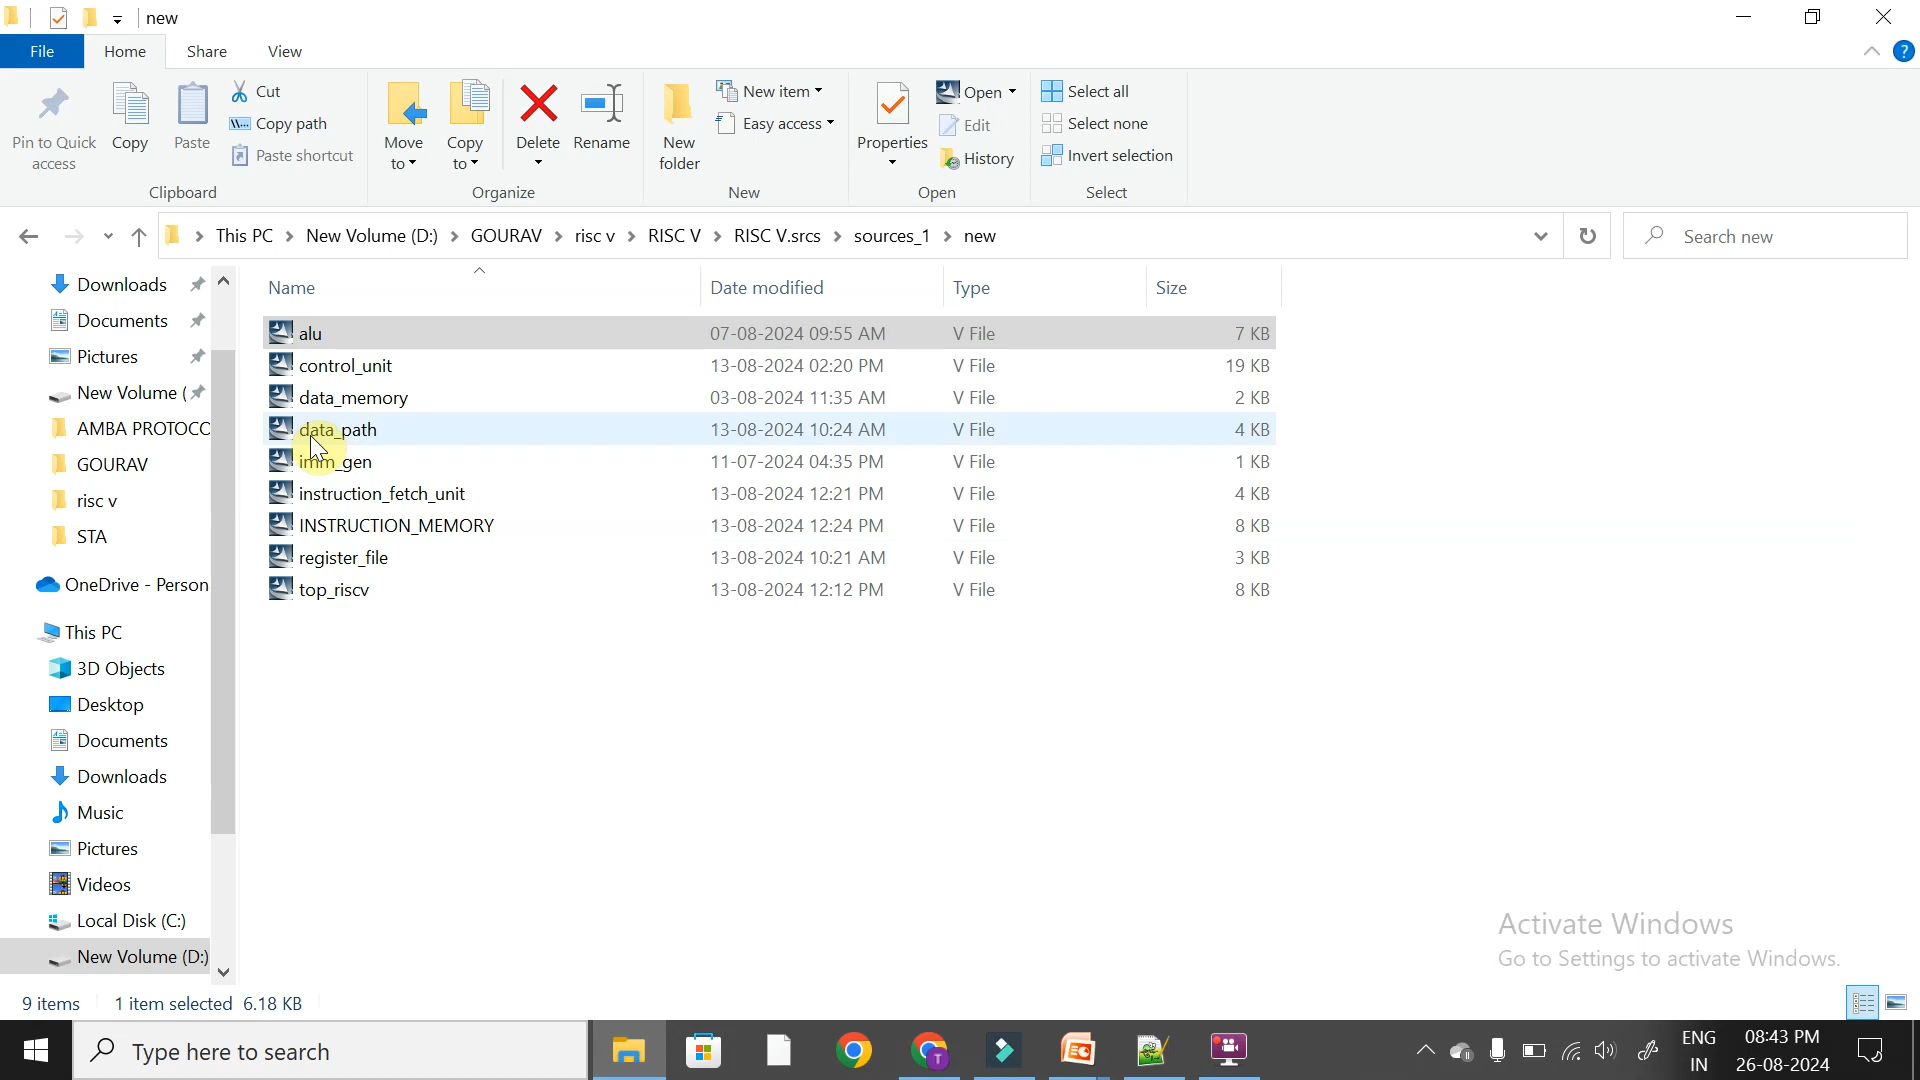 new
File Home Share View
Pin to Quick access
Copy
Paste
Cut
Copy path
Paste shortcut
Clipboard
Move to
Copy to
Delete
Rename
Organize
New folder
New item
Easy access
New
Properties
Open
Edit
History
Open
Select all
Select none
Invert selection
Select
This PC > New Volume (D:) > GOURAV > risc v > RISC V > RISC V.srcs > sources_1 > new
Search new
Downloads
Documents
Pictures
New Volume (
AMBA PROTOCC
GOURAV
risc v
STA
OneDrive - Person
This PC
3D Objects
Desktop
Documents
Downloads
Music
Pictures
Videos
Local Disk (C:)
New Volume (D:)
Name Date modified Type Size
alu 07-08-2024 09:55 AM V File 7 KB
control_unit 13-08-2024 02:20 PM V File 19 KB
data_memory 03-08-2024 11:35 AM V File 2 KB
data_path 13-08-2024 10:24 AM V File 4 KB
imm_gen 11-07-2024 04:35 PM V File 1 KB
instruction_fetch_unit 13-08-2024 12:21 PM V File 4 KB
INSTRUCTION_MEMORY 13-08-2024 12:24 PM V File 8 KB
register_file 13-08-2024 10:21 AM V File 3 KB
top_riscv 13-08-2024 12:12 PM V File 8 KB
Activate Windows
Go to Settings to activate Windows.
9 items 1 item selected 6.18 KB
Type here to search
T
ENG
IN
08:43 PM
26-08-2024